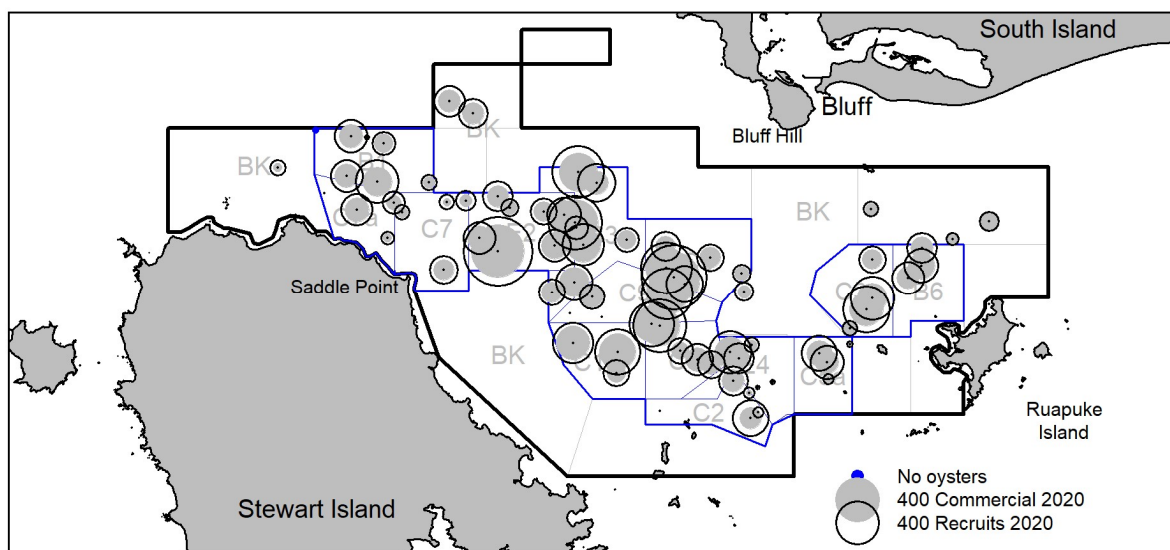 South Island
Bluff
Bluff Hill
BK
BK
BK
C7
B6
Saddle Point
BK
C2
Ruapuke
Island
No oysters
400 Commercial 2020
400 Recruits 2020
Stewart Island